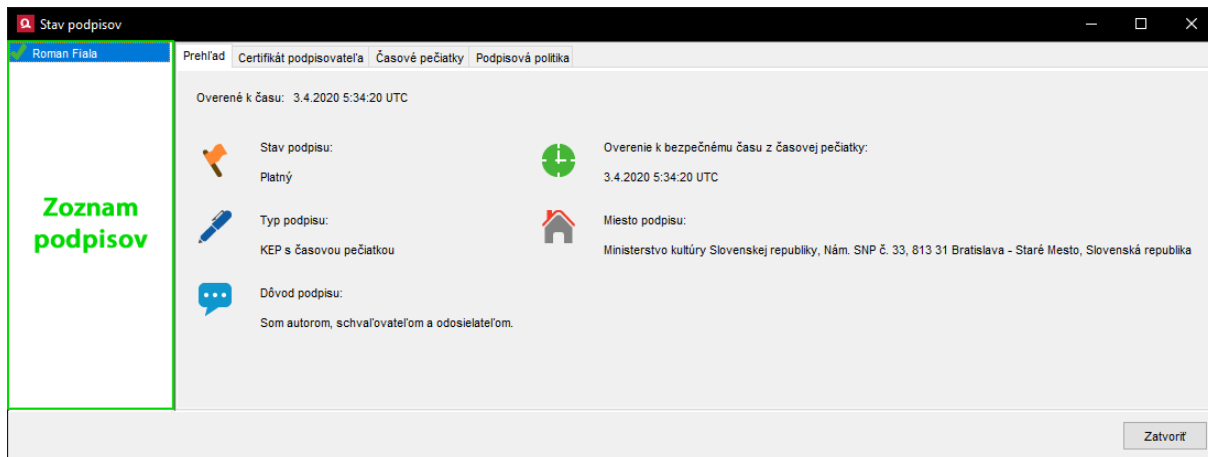 Stav podpisov
Roman Fiala
Prehľad Certifikát podpisovateľa Časové pečiatky Podpisová politika
Overené k času: 3.4.2020 5:34:20 UTC
Stav podpisu:
Platný
Overenie k bezpečnému času z časovej pečiatky:
3.4.2020 5:34:20 UTC
Zoznam
podpisov
Typ podpisu:
KEP s časovou pečiatkou
Miesto podpisu:
Ministerstvo kultúry Slovenskej republiky, Nám. SNP č. 33, 813 31 Bratislava - Staré Mesto, Slovenská republika
Dôvod podpisu:
Som autorom, schvaľovateľom a odosielateľom.
Zatvoriť